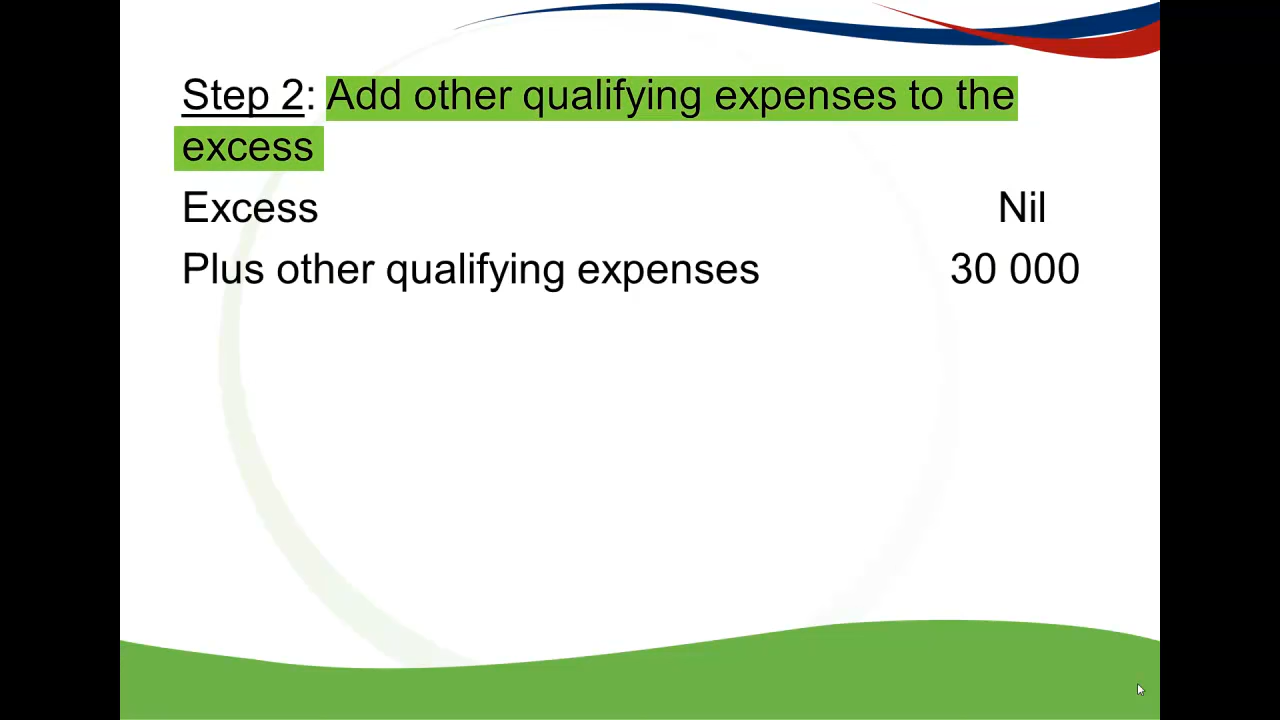 Step 2: Add other qualifying expenses to the
excess
Excess Nil
Plus other qualifying expenses 30 000